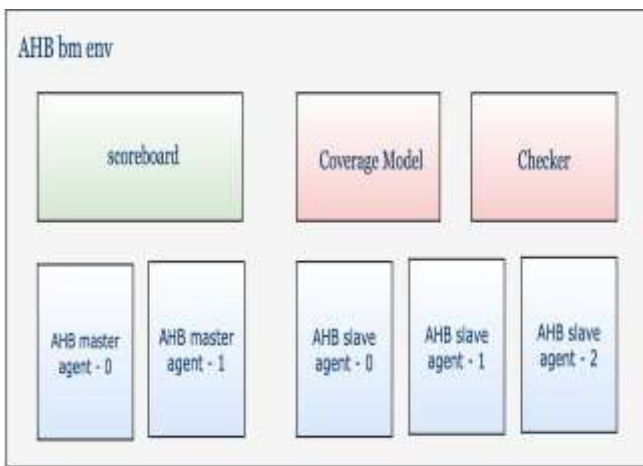 AHB bm env
scoreboard
Coverage Model
Checker
AHB master
agent - 0
AHB master
agent - 1
AHB slave
agent - 0
AHB slave
agent - 1
AHB slave
agent - 2